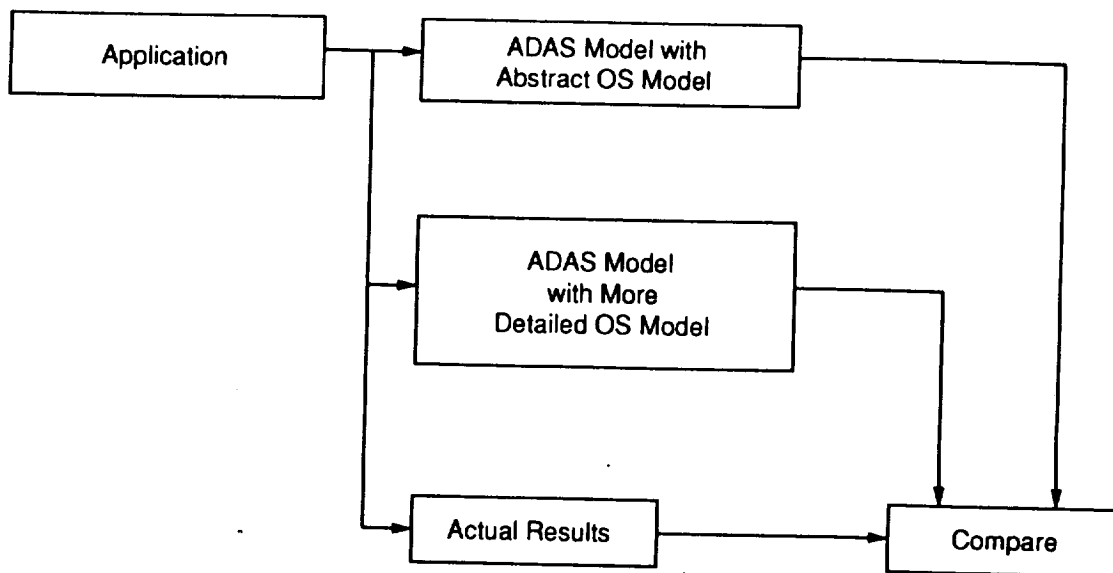 Application
ADAS Model with
Abstract OS Model
ADAS Model
with More
Detailed OS Model
Actual Results
Compare